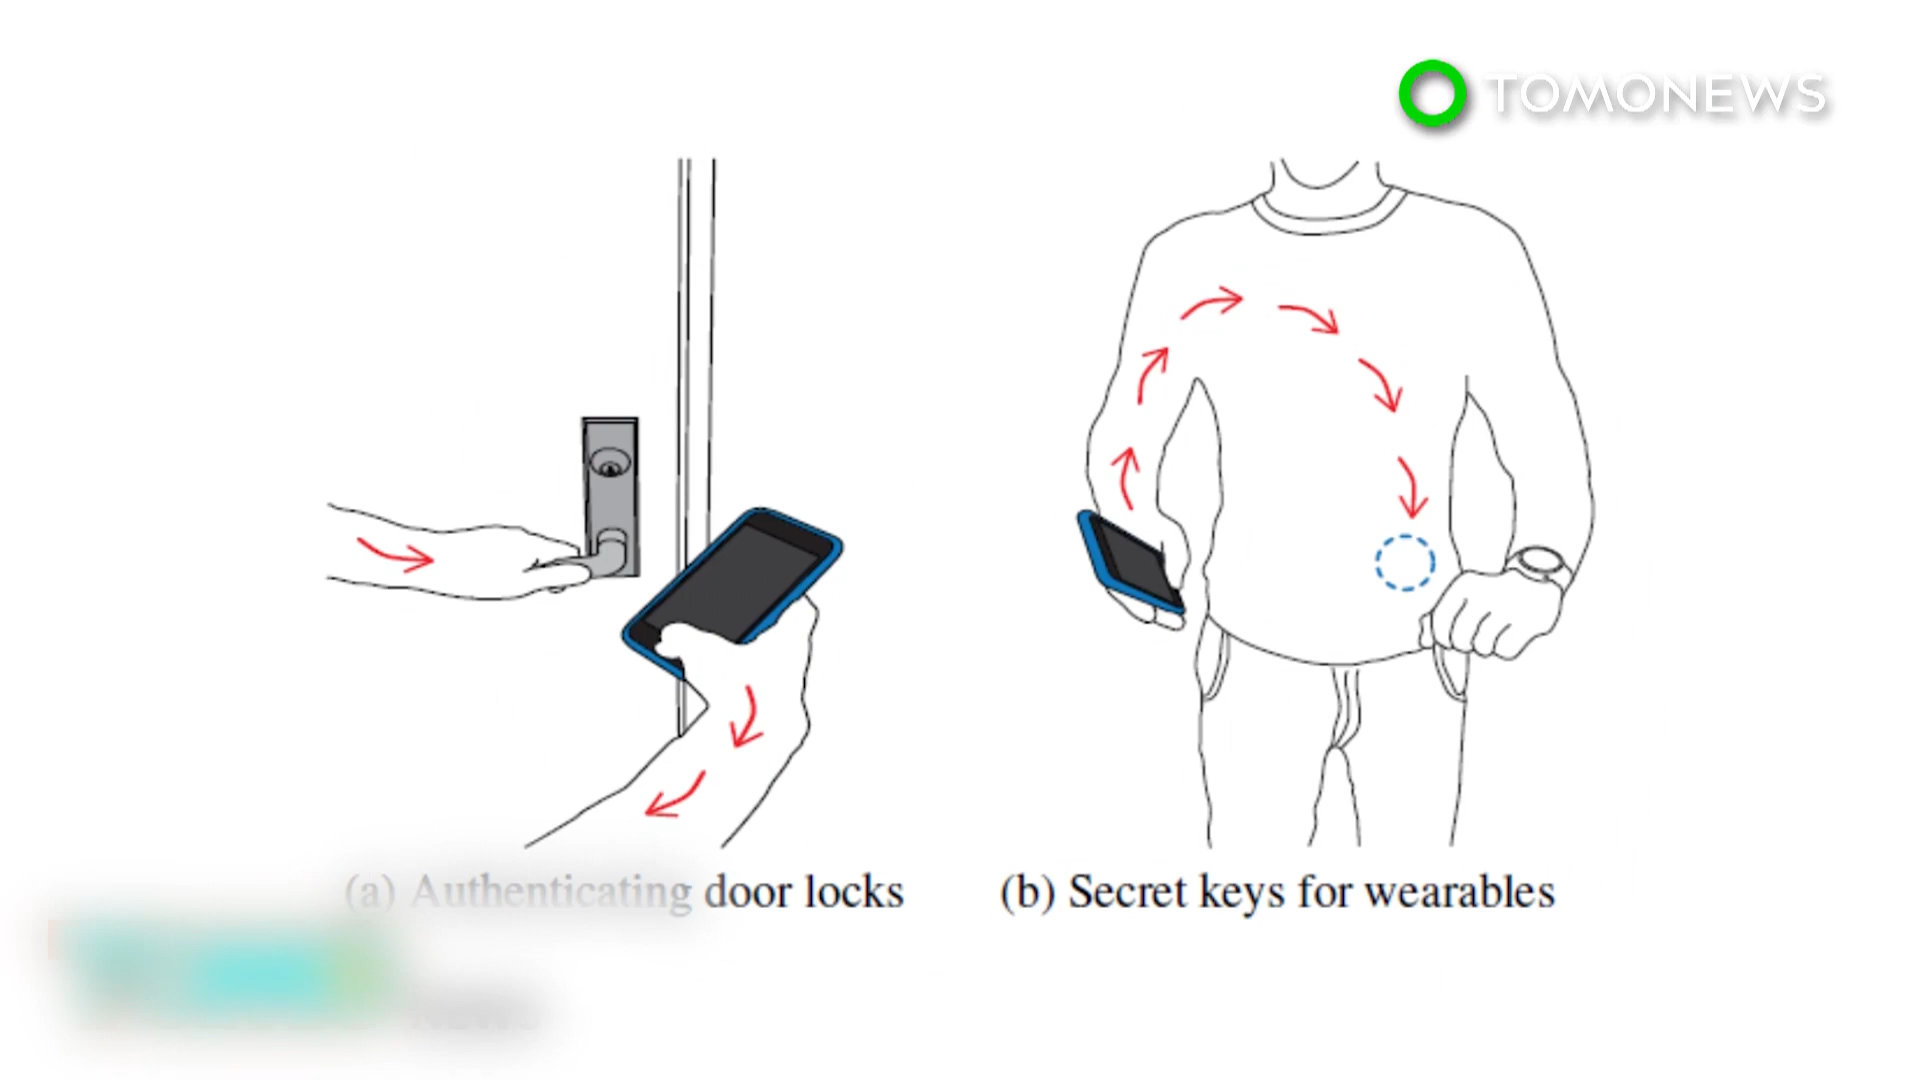 TOMONEWS
(a) Authenticating door locks
(b) Secret keys for wearables